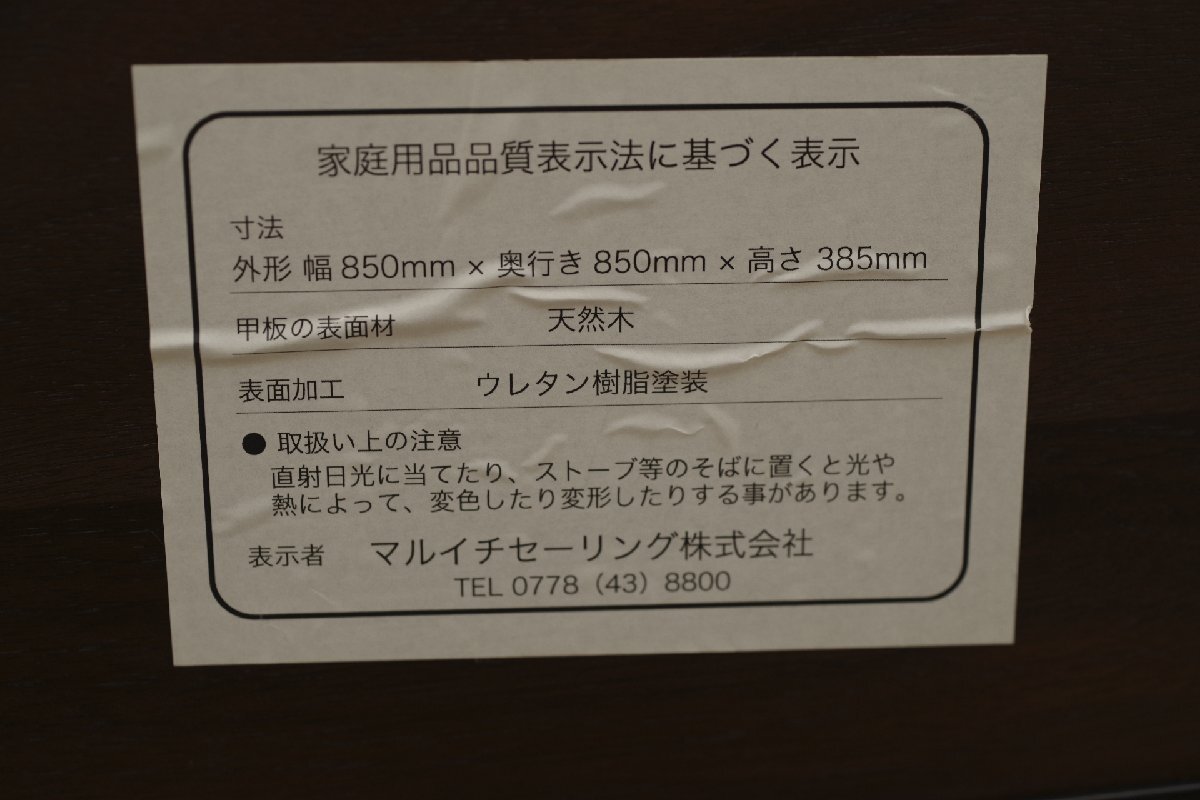 家庭用品品質表示法に基づく表示
寸法
外形 幅 850mm × 奥行き 850mm × 高さ 385mm
甲板の表面材 天然木
表面加工 ウレタン樹脂塗装
● 取扱い上の注意
直射日光に当てたり、ストーブ等のそばに置くと光や
熱によって、変色したり変形したりする事があります。
表示者 マルイチセーリング株式会社
TEL 0778（43）8800